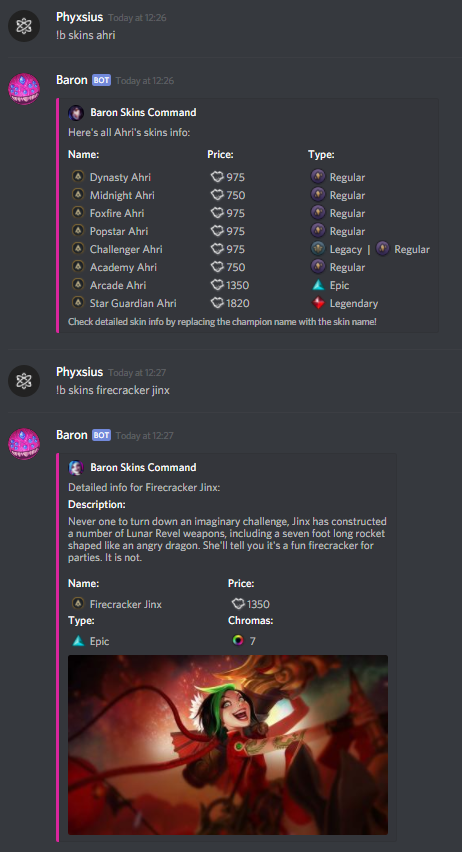 Phyxsius Today at 12:26
!b skins ahri
Baron BOT Today at 12:26
Baron Skins Command
Here's all Ahri's skins info:
Name: Price: Type:
Dynasty Ahri 975 Regular
Midnight Ahri 750 Regular
Foxfire Ahri 975 Regular
Popstar Ahri 975 Regular
Challenger Ahri 975 Legacy | Regular
Academy Ahri 750 Regular
Arcade Ahri 1350 Epic
Star Guardian Ahri 1820 Legendary
Check detailed skin info by replacing the champion name with the skin name!
Phyxsius Today at 12:27
!b skins firecracker jinx
Baron BOT Today at 12:27
Baron Skins Command
Detailed info for Firecracker Jinx:
Description:
Never one to turn down an imaginary challenge, Jinx has constructed
a number of Lunar Revel weapons, including a seven foot long rocket
shaped like an angry dragon. She'll tell you it's a fun firecracker for
parties. It is not.
Name: Price:
Firecracker Jinx 1350
Type: Chromas:
Epic 7